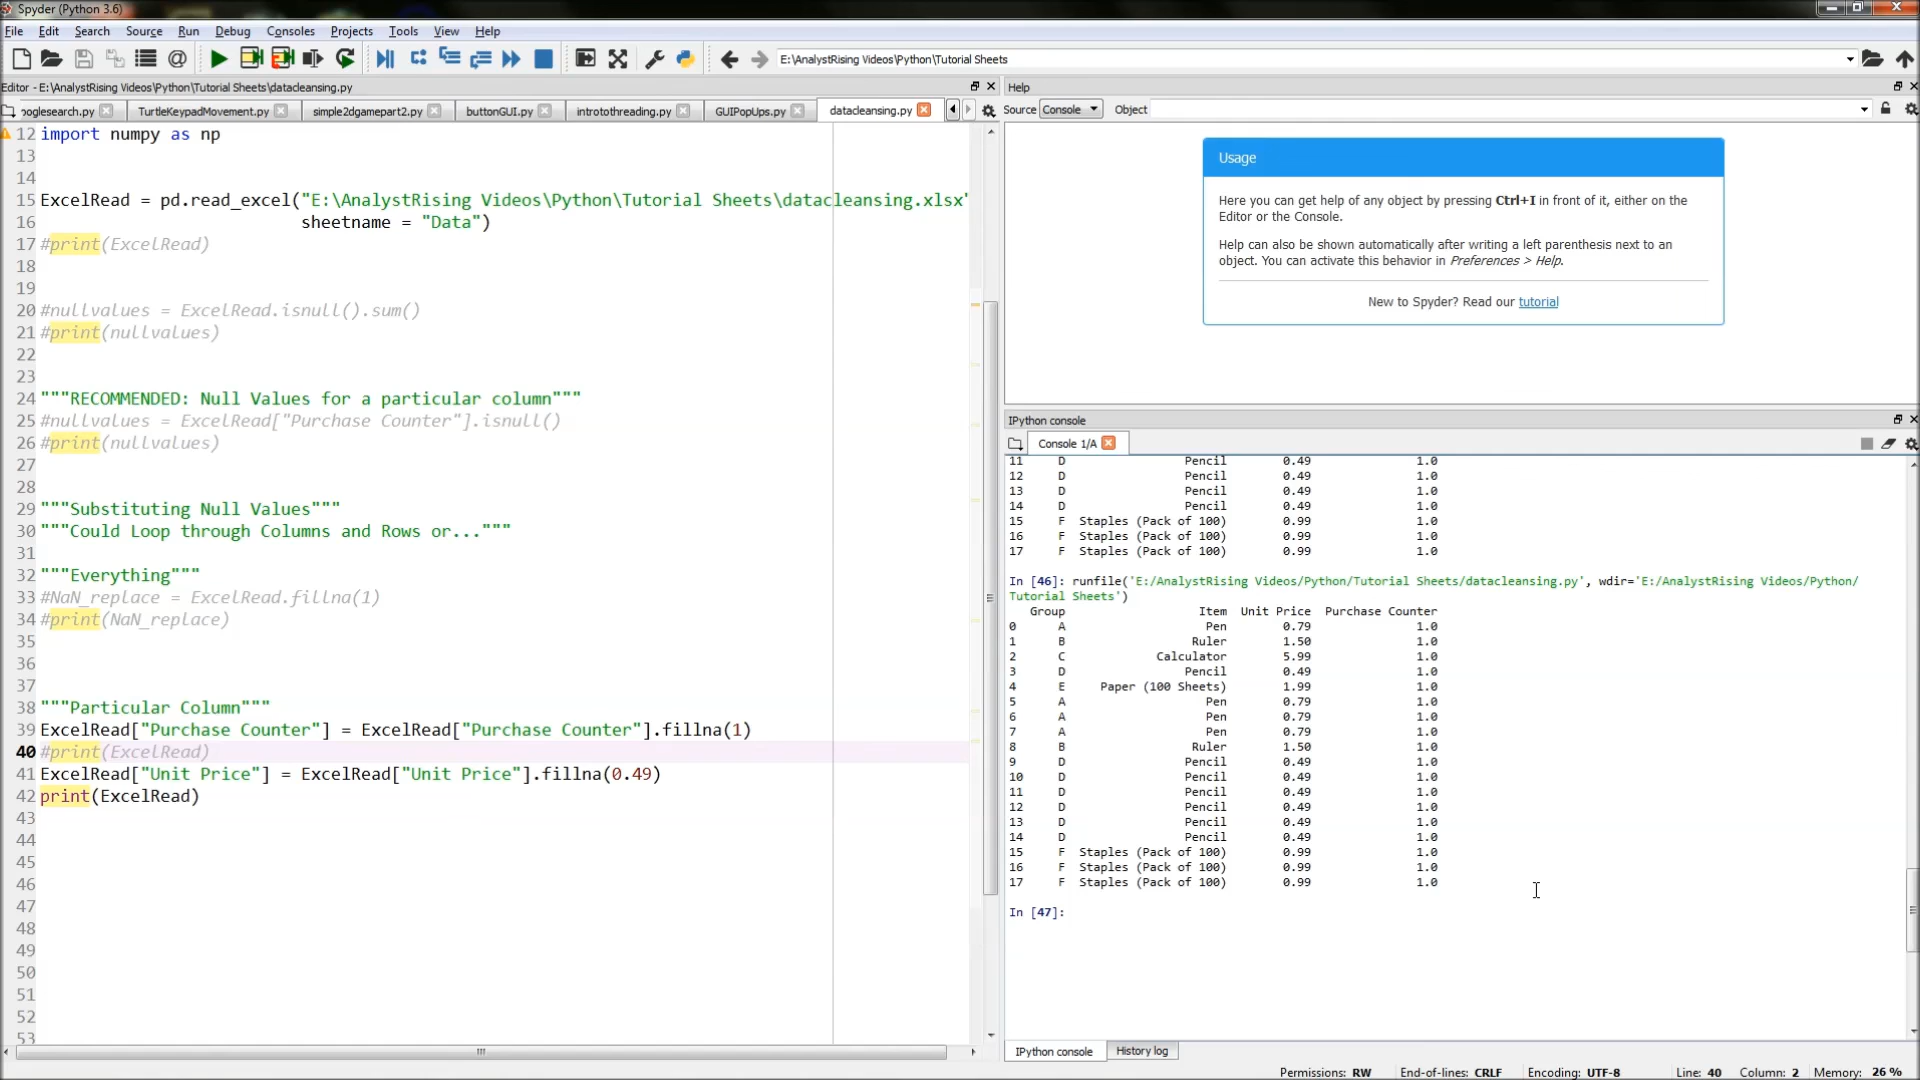 Spyder (Python 3.6)
File Edit Search Source Run Debug Consoles Projects Tools View Help
E:\AnalystRising Videos\Python\Tutorial Sheets
Editor - E:\AnalystRising Videos\Python\Tutorial Sheets\datacleansing.py
ooglesearch.py TurtleKeypadMovement.py simple2dgamepart2.py buttonGUI.py introtothreading.py GUIPopUps.py datacleansing.py
12 import numpy as np
13
14
15 ExcelRead = pd.read_excel("E:\AnalystRising Videos\Python\Tutorial Sheets\datacleansing.xlsx"
16 sheetname = "Data")
17 #print(ExcelRead)
18
19
20 #nullvalues = ExcelRead.isnull().sum()
21 #print(nullvalues)
22
23
24 """RECOMMENDED: Null Values for a particular column"""
25 #nullvalues = ExcelRead["Purchase Counter"].isnull()
26 #print(nullvalues)
27
28
29 """Substituting Null Values"""
30 """Could Loop through Columns and Rows or..."""
31
32 """Everything"""
33 #NaN_replace = ExcelRead.fillna(1)
34 #print(NaN_replace)
35
36
37
38 """Particular Column"""
39 ExcelRead["Purchase Counter"] = ExcelRead["Purchase Counter"].fillna(1)
40 #print(ExcelRead)
41 ExcelRead["Unit Price"] = ExcelRead["Unit Price"].fillna(0.49)
42 print(ExcelRead)
43
44
45
46
47
48
49
50
51
52
53
Help
Source Console Object
Usage
Here you can get help of any object by pressing Ctrl+I in front of it, either on the
Editor or the Console.
Help can also be shown automatically after writing a left parenthesis next to an
object. You can activate this behavior in Preferences > Help.
New to Spyder? Read our tutorial
IPython console
Console 1/A
11 D Pencil 0.49 1.0
12 D Pencil 0.49 1.0
13 D Pencil 0.49 1.0
14 D Pencil 0.49 1.0
15 F Staples (Pack of 100) 0.99 1.0
16 F Staples (Pack of 100) 0.99 1.0
17 F Staples (Pack of 100) 0.99 1.0
In [46]: runfile('E:/AnalystRising Videos/Python/Tutorial Sheets/datacleansing.py', wdir='E:/AnalystRising Videos/Python/
Tutorial Sheets')
Group Item Unit Price Purchase Counter
0 A Pen 0.79 1.0
1 B Ruler 1.50 1.0
2 C Calculator 5.99 1.0
3 D Pencil 0.49 1.0
4 E Paper (100 Sheets) 1.99 1.0
5 A Pen 0.79 1.0
6 A Pen 0.79 1.0
7 A Pen 0.79 1.0
8 B Ruler 1.50 1.0
9 D Pencil 0.49 1.0
10 D Pencil 0.49 1.0
11 D Pencil 0.49 1.0
12 D Pencil 0.49 1.0
13 D Pencil 0.49 1.0
14 D Pencil 0.49 1.0
15 F Staples (Pack of 100) 0.99 1.0
16 F Staples (Pack of 100) 0.99 1.0
17 F Staples (Pack of 100) 0.99 1.0
In [47]:
IPython console History log
Permissions: RW End-of-lines: CRLF Encoding: UTF-8 Line: 40 Column: 2 Memory: 26 %